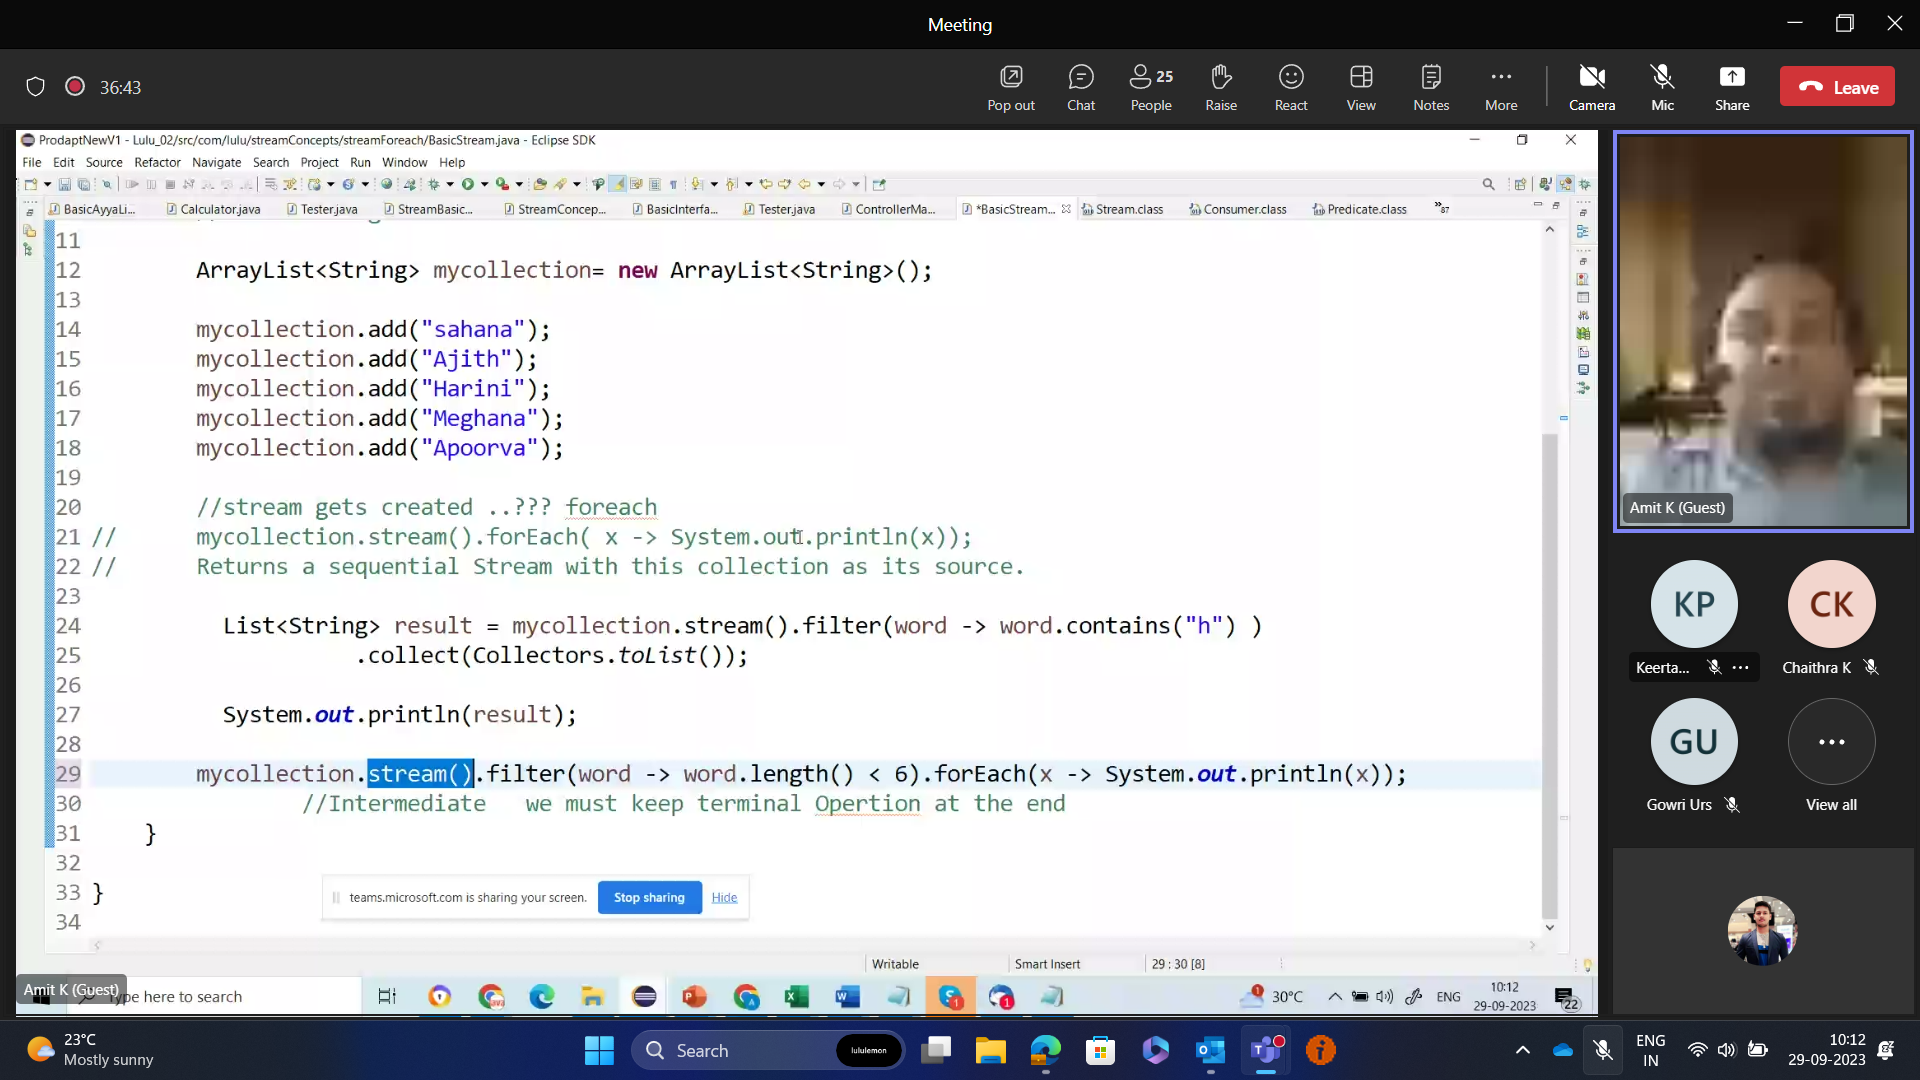 Meeting
36:43
Pop out
Chat
25
People
Raise
React
View
Notes
More
Camera
Mic
Share
Leave
ProdaptNewV1 - Lulu_02/src/com/lulu/streamConcepts/streamForeach/BasicStream.java - Eclipse SDK
File Edit Source Refactor Navigate Search Project Run Window Help
BasicAyyaLi... Calculator.java Tester.java StreamBasic... StreamConcep... BasicInterfa... Tester.java ControllerMa... *BasicStream... Stream.class Consumer.class Predicate.class »87
11
12 ArrayList<String> mycollection= new ArrayList<String>();
13
14 mycollection.add("sahana");
15 mycollection.add("Ajith");
16 mycollection.add("Harini");
17 mycollection.add("Meghana");
18 mycollection.add("Apoorva");
19
20 //stream gets created ..??? foreach
21 // mycollection.stream().forEach( x -> System.out.println(x));
22 // Returns a sequential Stream with this collection as its source.
23
24 List<String> result = mycollection.stream().filter(word -> word.contains("h") )
25 .collect(Collectors.toList());
26
27 System.out.println(result);
28
29 mycollection.stream().filter(word -> word.length() < 6).forEach(x -> System.out.println(x));
30 //Intermediate we must keep terminal Opertion at the end
31 }
32
33 }
34
teams.microsoft.com is sharing your screen. Stop sharing Hide
Writable Smart Insert 29 : 30 [8]
Amit K (Guest)
Type here to search
30°C ENG 10:12
29-09-2023
22
Amit K (Guest)
KP
Keerta...
CK
Chaithra K
GU
Gowri Urs
View all
23°C
Mostly sunny
Search
lululemon
ENG
IN
10:12
29-09-2023